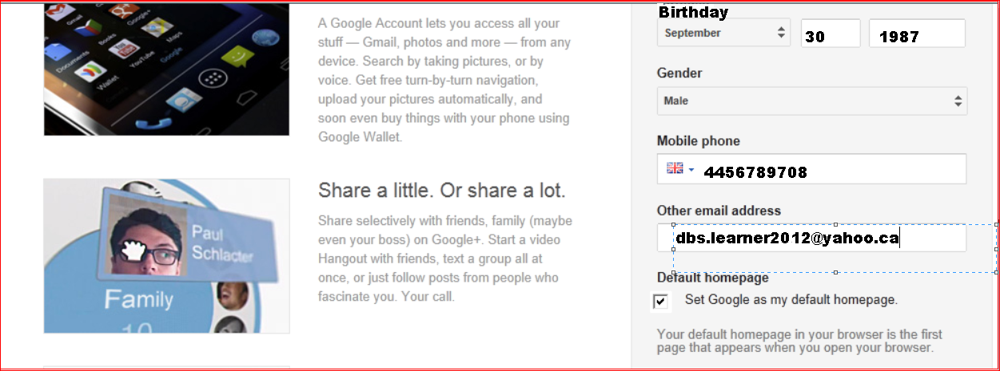 Gmail
Google+
Books
Maps
Documents
YouTube
Google
Wallet
A Google Account lets you access all your
stuff — Gmail, photos and more — from any
device. Search by taking pictures, or by
voice. Get free turn-by-turn navigation,
upload your pictures automatically, and
soon even buy things with your phone using
Google Wallet.
Paul
Schlacter
Family
10
Share a little. Or share a lot.
Share selectively with friends, family (maybe
even your boss) on Google+. Start a video
Hangout with friends, text a group all at
once, or just follow posts from people who
fascinate you. Your call.
Birthday
September 30 1987
Gender
Male
Mobile phone
4456789708
Other email address
dbs.learner2012@yahoo.ca
Default homepage
Set Google as my default homepage.
Your default homepage in your browser is the first
page that appears when you open your browser.